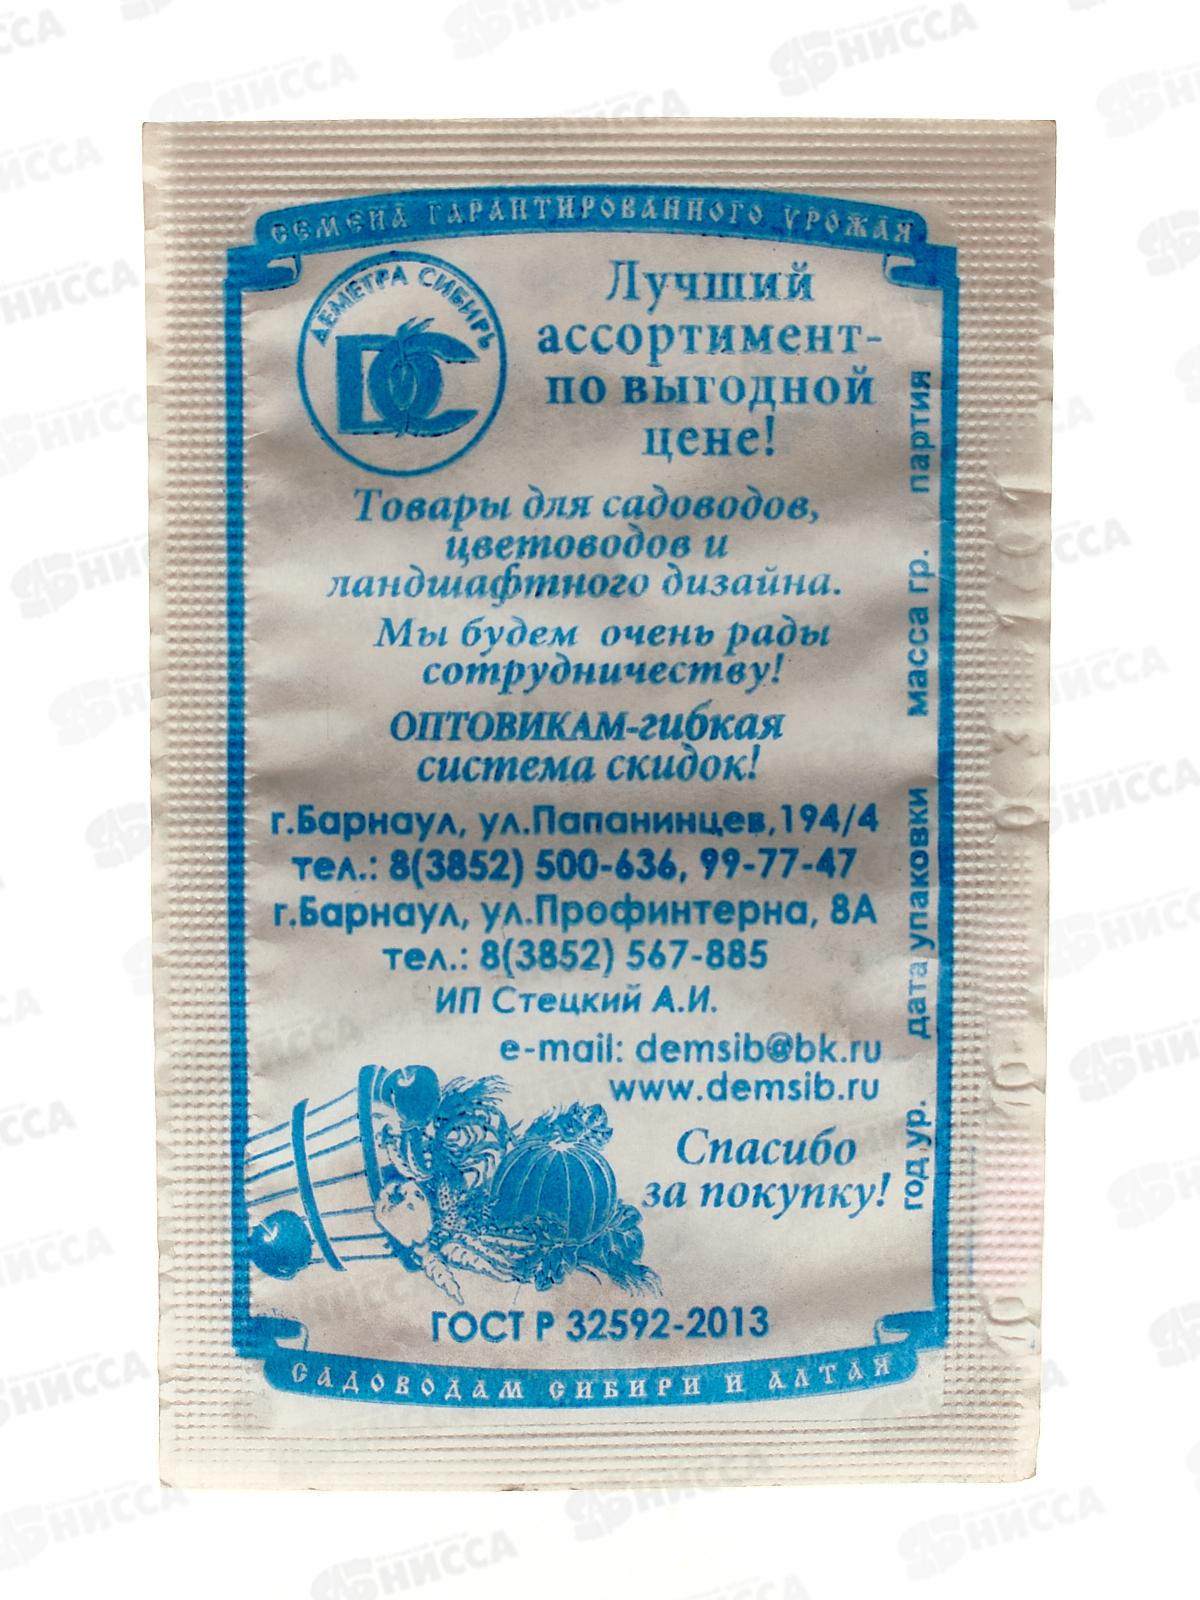 СЕМЕНА ГАРАНТИРОВАННОГО УРОЖАЯ
ДЕМЕТРА СИБИРЬ
DC
Лучший
ассортимент-
по выгодной
цене!
Товары для садоводов,
цветоводов и
ландшафтного дизайна.
Мы будем очень рады
сотрудничеству!
ОПТОВИКАМ-гибкая
система скидок!
г.Барнаул, ул.Папанинцев,194/4
тел.: 8(3852) 500-636, 99-77-47
г.Барнаул, ул.Профинтерна, 8А
тел.: 8(3852) 567-885
ИП Стецкий А.И.
e-mail: demsib@bk.ru
www.demsib.ru
Спасибо
за покупку!
ГОСТ Р 32592-2013
САДОВОДАМ СИБИРИ И АЛТАЯ
год ур. дата упаковки масса гр. партия